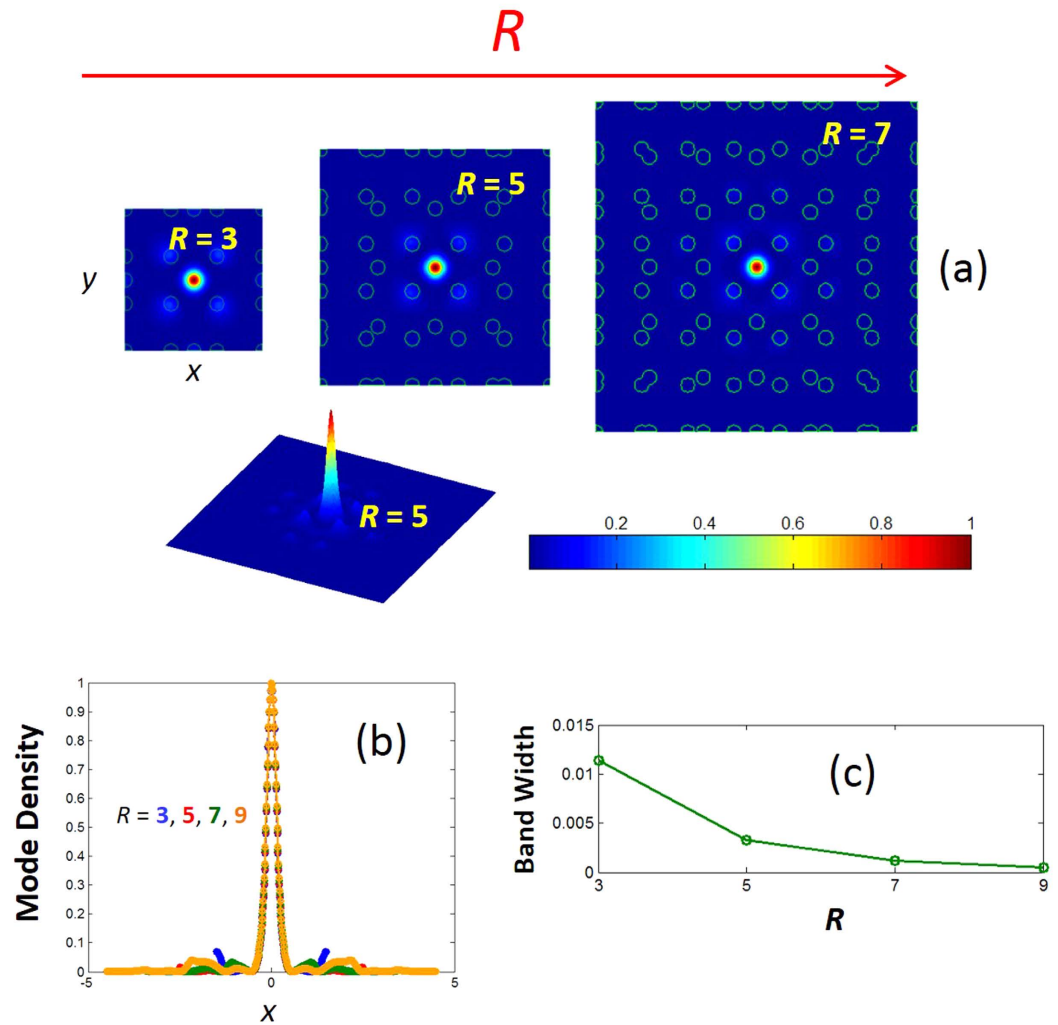 R
R = 7
R = 5
R = 3
(a)
y
x
R = 5
0.2 0.4 0.6 0.8 1
1
0.9
0.8
0.7
0.6
0.5
0.4
0.3
0.2
0.1
0
-5 0 5
Mode Density
x
(b)
R = 3, 5, 7, 9
0.015
0.01
0.005
0
3 5 7 9
Band Width
R
(c)